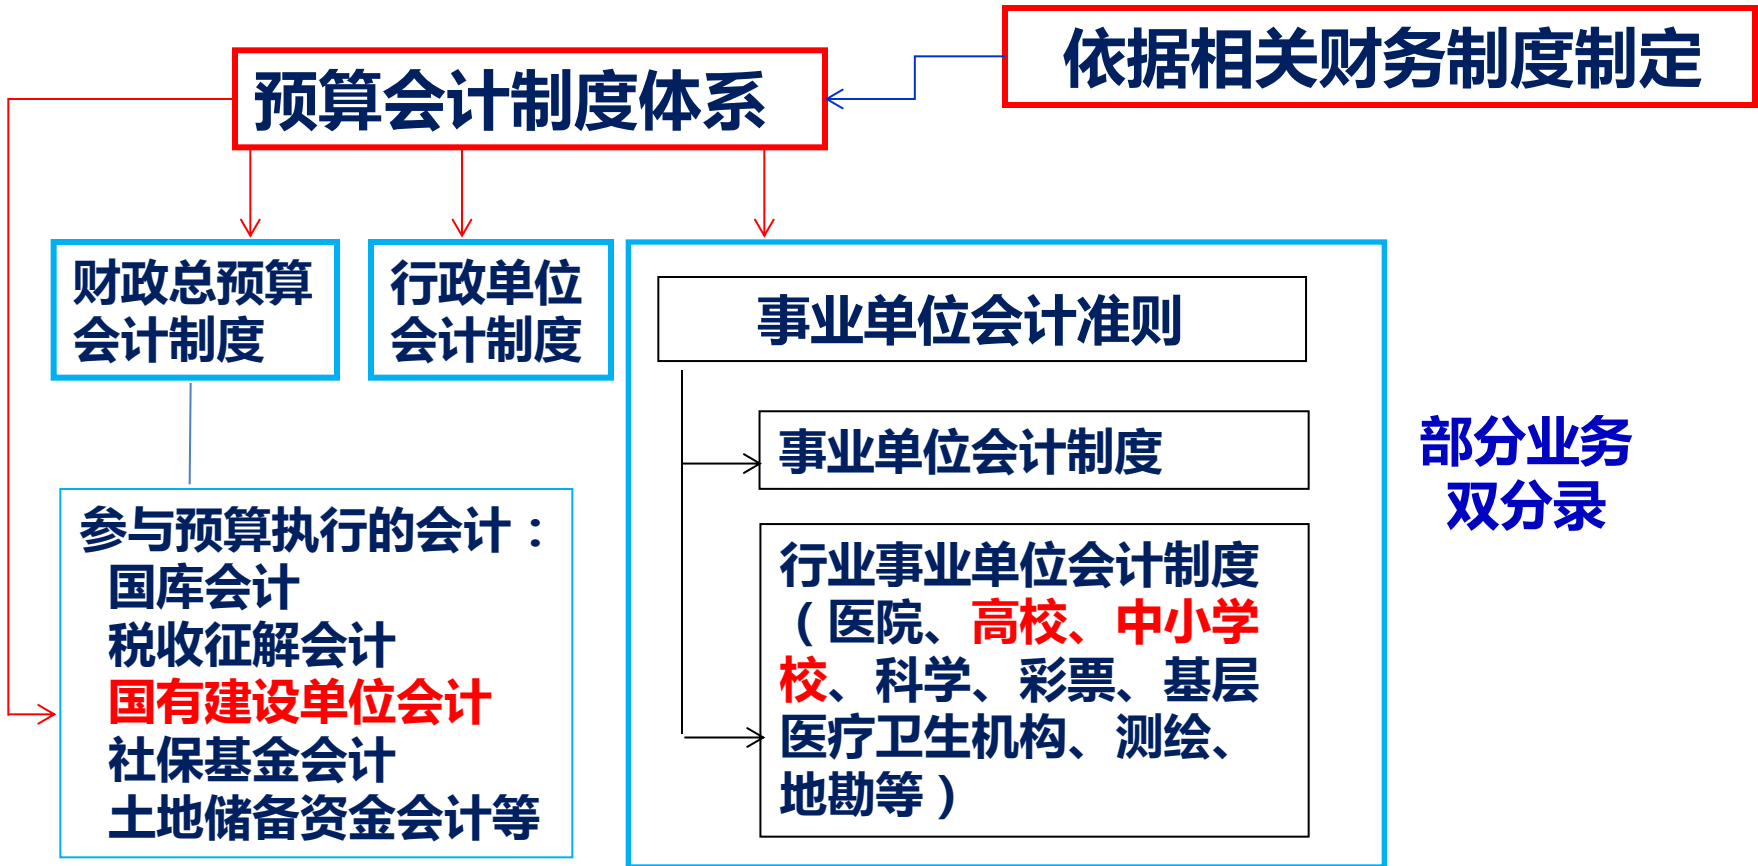 依据相关财务制度制定
预算会计制度体系
财政总预算
会计制度
行政单位
会计制度
事业单位会计准则
事业单位会计制度
行业事业单位会计制度
（医院、高校、中小学
校、科学、彩票、基层
医疗卫生机构、测绘、
地勘等）
参与预算执行的会计：
国库会计
税收征解会计
国有建设单位会计
社保基金会计
土地储备资金会计等
部分业务
双分录